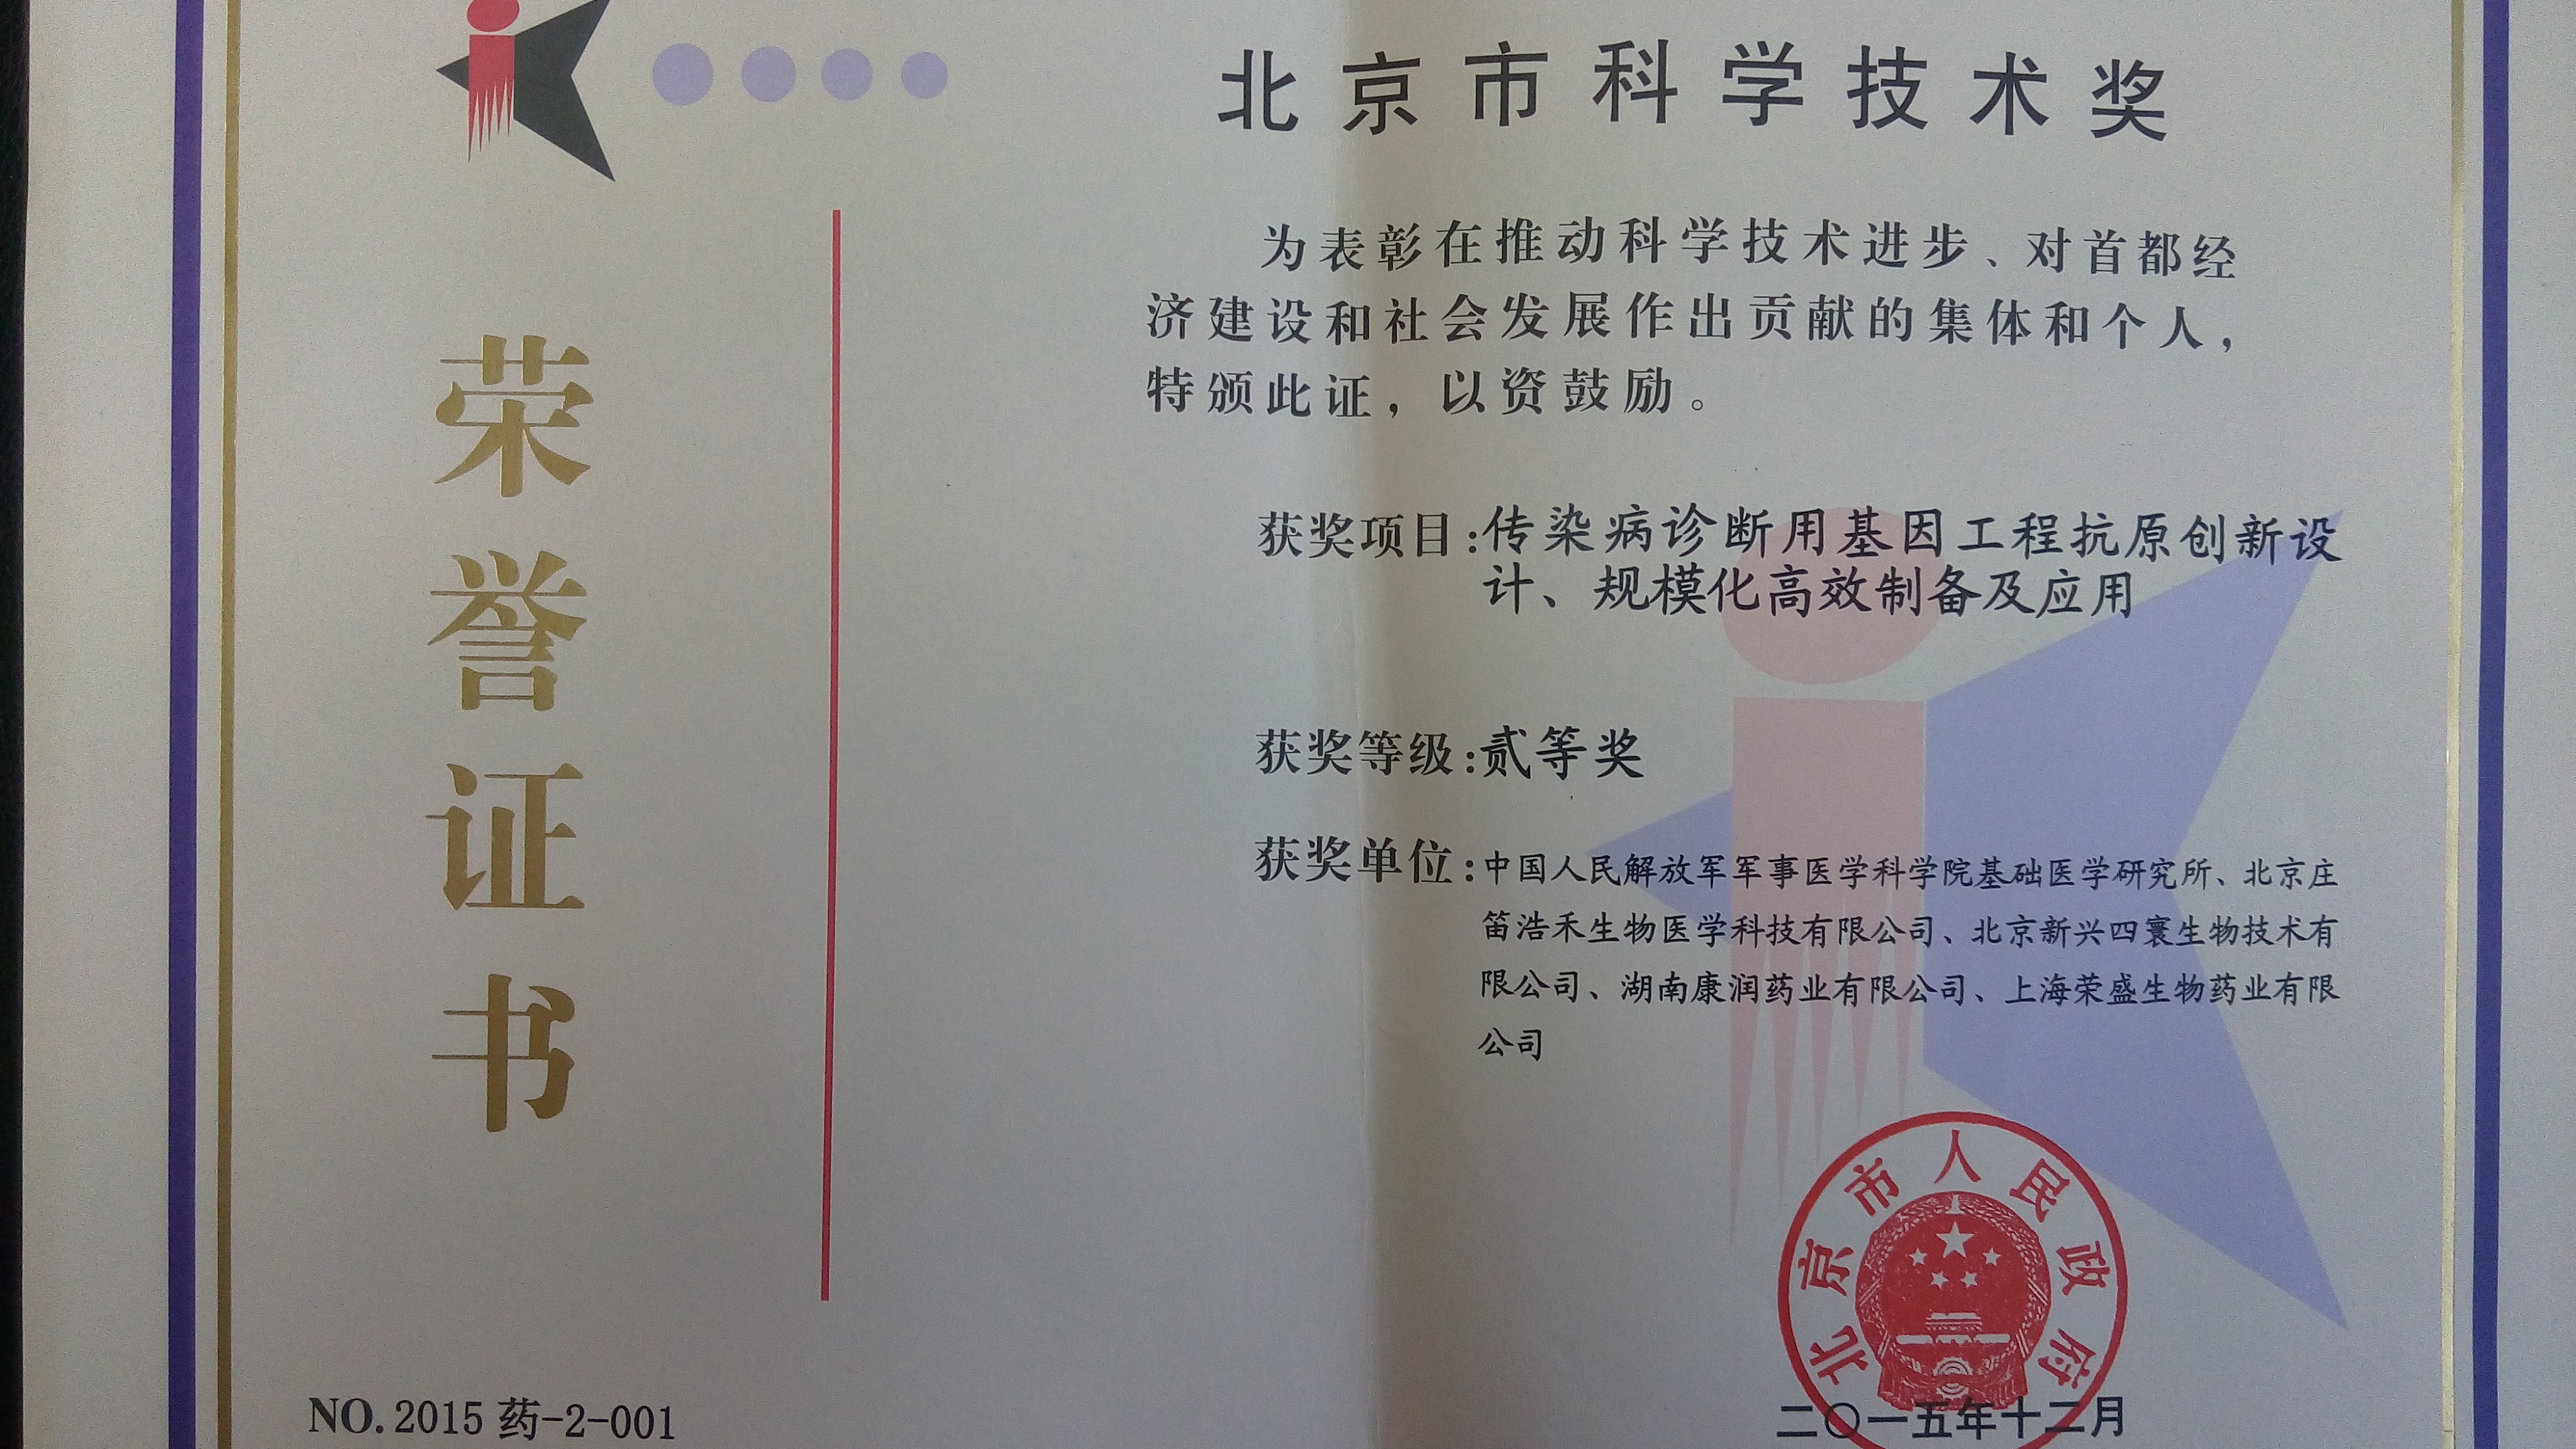 北京市科学技术奖
为表彰在推动科学技术进步、对首都经
济建设和社会发展作出贡献的集体和个人，
特颁此证，以资鼓励。
获奖项目：传染病诊断用基因工程抗原创新设
计、规模化高效制备及应用
获奖等级：贰等奖
获奖单位：中国人民解放军军事医学科学院基础医学研究所、北京庄
笛浩禾生物医学科技有限公司、北京新兴四寰生物技术有
限公司、湖南康润药业有限公司、上海荣盛生物药业有限
公司
北京市人民政府
二〇一五年十二月
荣誉证书
NO. 2015 药-2-001